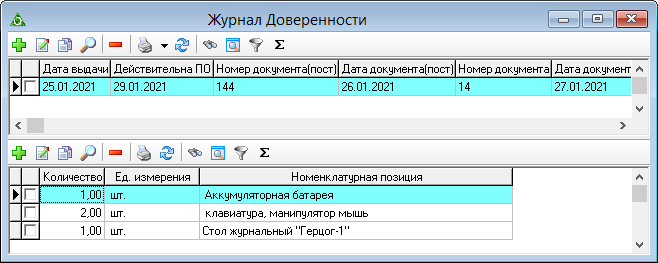 Журнал Доверенности
Дата выдачи Действительна ПО Номер документа(пост) Дата документа(пост) Номер документа Дата документ
25.01.2021 29.01.2021 144 26.01.2021 14 27.01.2021
Количество Ед. измерения Номенклатурная позиция
1,00 шт. Аккумуляторная батарея
2,00 шт. клавиатура, манипулятор мышь
1,00 шт. Стол журнальный "Герцог-1"